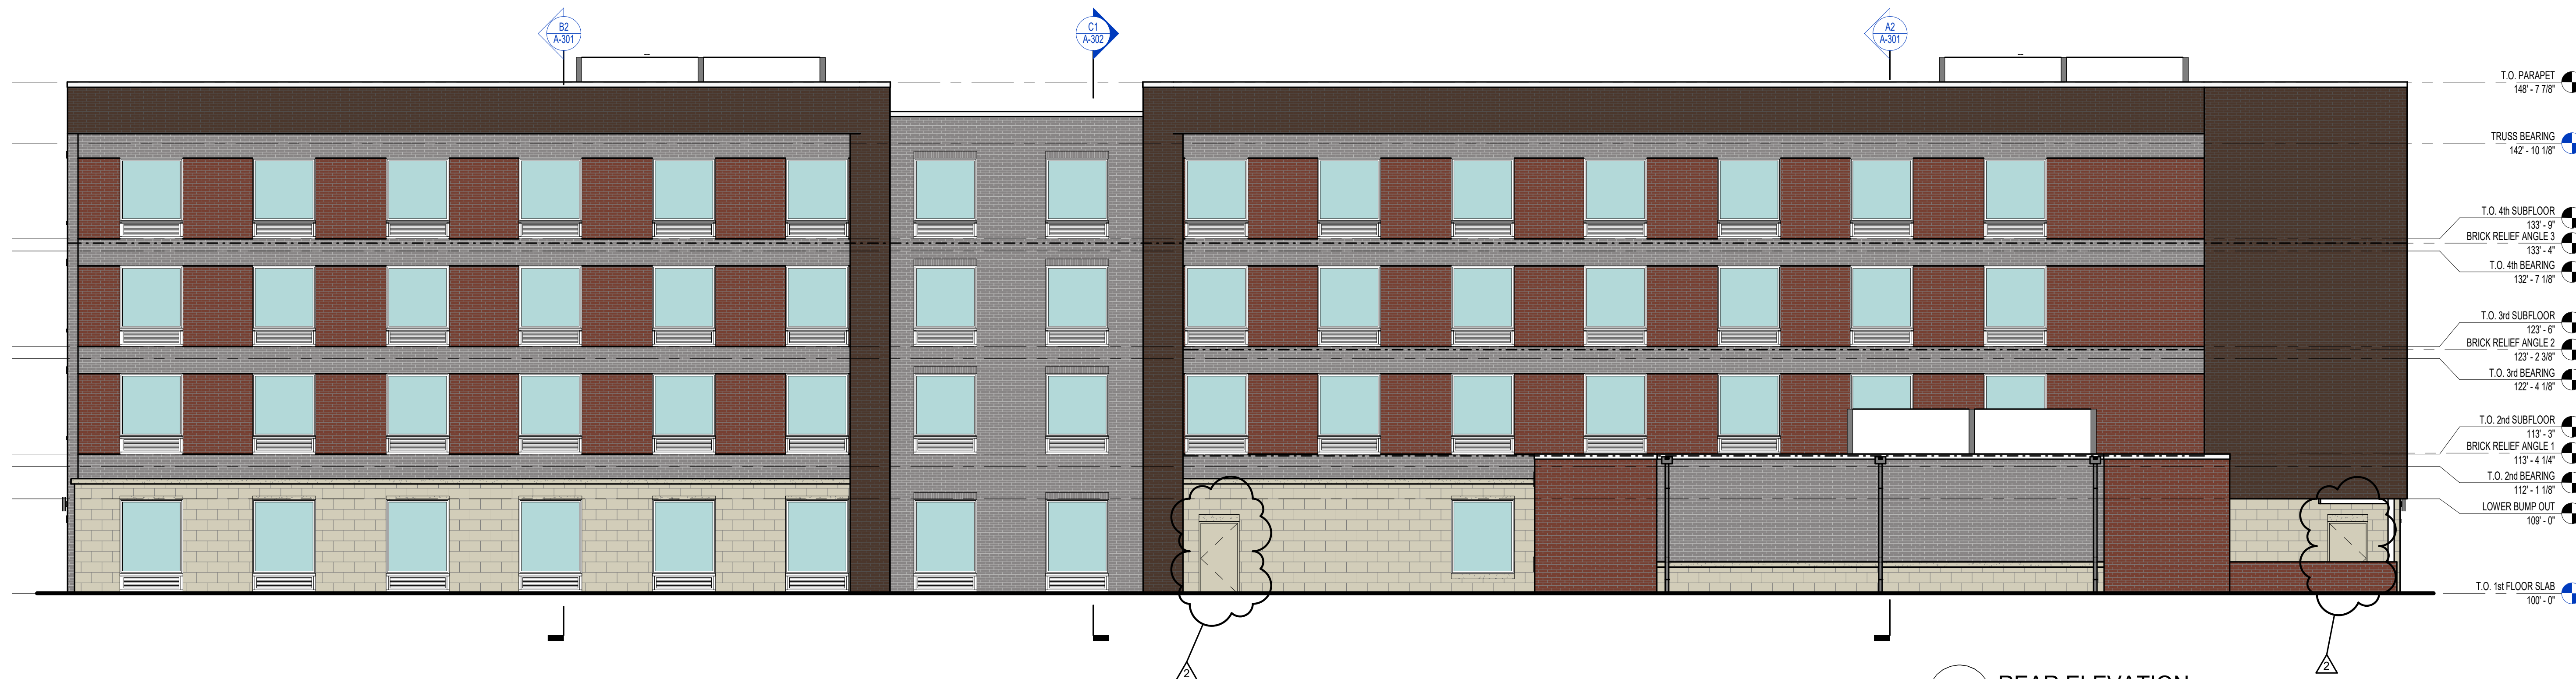 B2
A-301
C1
A-302
A2
A-301
T.O. PARAPET
148' - 7 7/8"
TRUSS BEARING
142' - 10 1/8"
T.O. 4th SUBFLOOR
133' - 9"
BRICK RELIEF ANGLE 3
133' - 4"
T.O. 4th BEARING
132' - 7 1/8"
T.O. 3rd SUBFLOOR
123' - 6"
BRICK RELIEF ANGLE 2
123' - 2 3/8"
T.O. 3rd BEARING
122' - 4 1/8"
T.O. 2nd SUBFLOOR
113' - 3"
BRICK RELIEF ANGLE 1
113' - 4 1/4"
T.O. 2nd BEARING
112' - 1 1/8"
LOWER BUMP OUT
109' - 0"
T.O. 1st FLOOR SLAB
100' - 0"
2
2
REAR ELEVATION